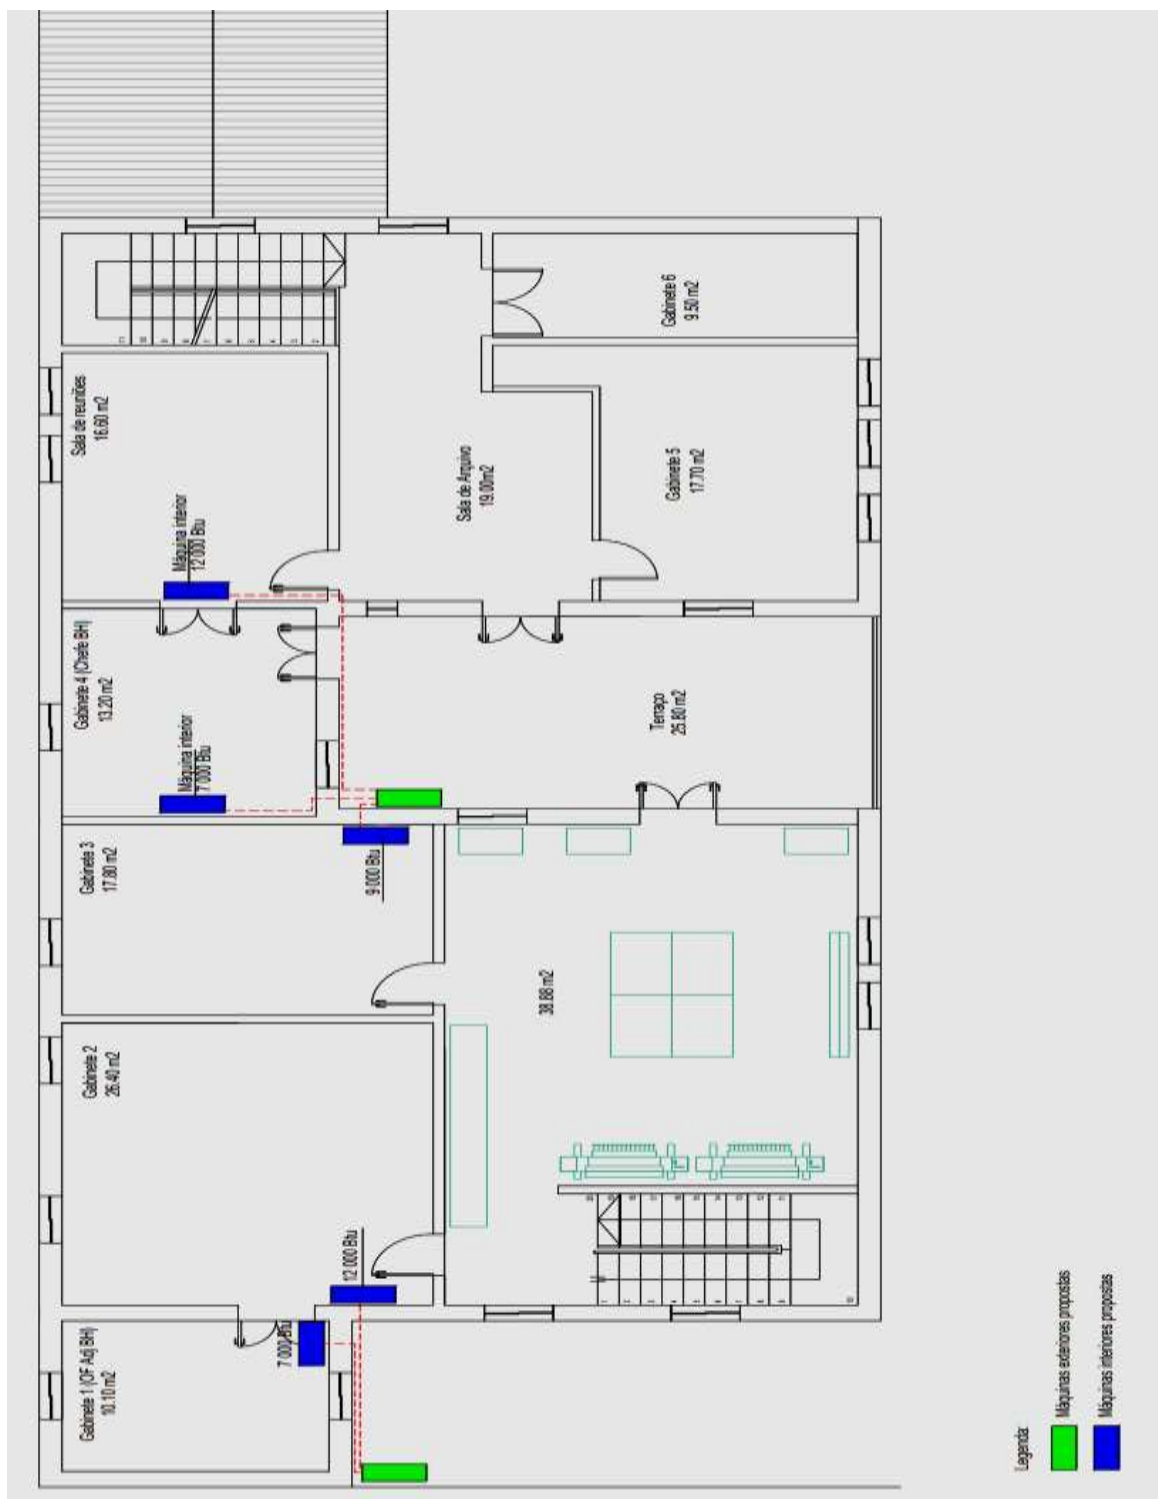 Sala de reuniões
16.60 m2
Gabinete 6
9.50 m2
Máquina interior
12 000 Btu
Sala de Arquivo
19.00m2
Gabinete 5
17.70 m2
Gabinete 4 (Chefe BH)
13.20 m2
Máquina interior
7 000 Btu
Terraço
25.80 m2
Gabinete 3
17.80 m2
9 000 Btu
38.88 m2
Gabinete 2
26.40 m2
12 000 Btu
Gabinete 1 (OF Adj BH)
10.10 m2
7 000 Btu
Legenda:
Máquinas exteriores propostas
Máquinas interiores propostas